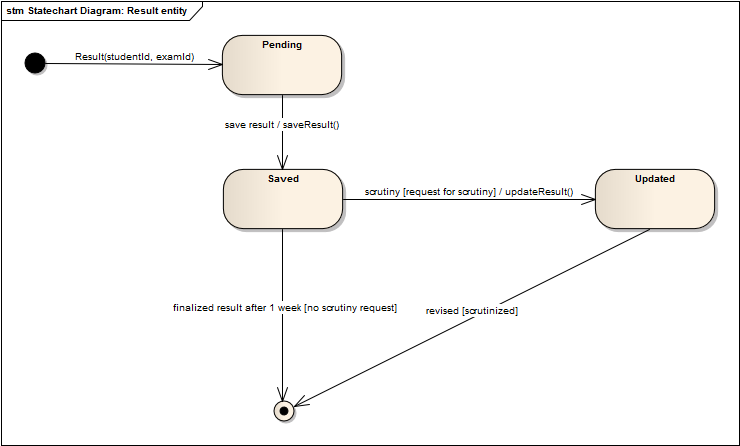 stm Statechart Diagram: Result entity
Pending
Result(studentId, examId)
save result / saveResult()
Saved
Updated
scrutiny [request for scrutiny] / updateResult()
finalized result after 1 week [no scrutiny request]
revised [scrutinized]